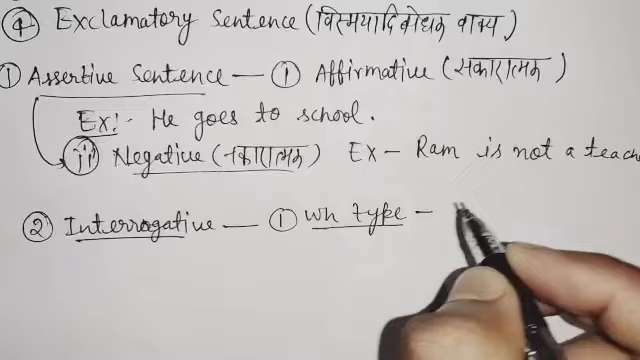 ④ Exclamatory Sentence (विस्मयादिबोधक वाक्य)
① Assertive Sentence — ① Affirmative (सकारात्मक)
Ex:- He goes to school.
ⅱ Negative (नकारात्मक) Ex - Ram is not a teach
② Interrogative — ① Wh type -